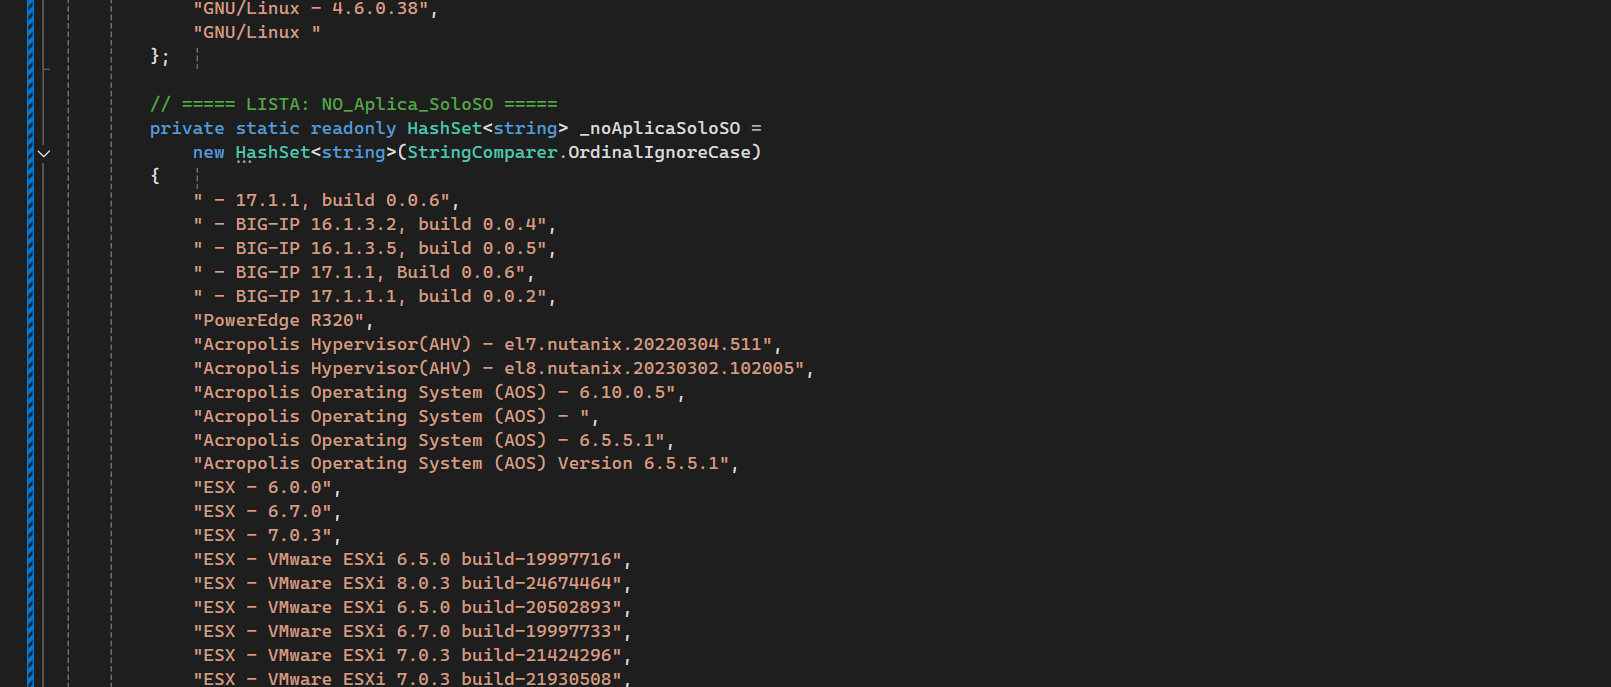 "GNU/Linux - 4.6.0.38",
"GNU/Linux "
};
// ===== LISTA: NO_Aplica_SoloSO =====
private static readonly HashSet<string> _noAplicaSoloSO =
new HashSet<string>(StringComparer.OrdinalIgnoreCase)
{
" - 17.1.1, build 0.0.6",
" - BIG-IP 16.1.3.2, build 0.0.4",
" - BIG-IP 16.1.3.5, build 0.0.5",
" - BIG-IP 17.1.1, Build 0.0.6",
" - BIG-IP 17.1.1.1, build 0.0.2",
"PowerEdge R320",
"Acropolis Hypervisor(AHV) - el7.nutanix.20220304.511",
"Acropolis Hypervisor(AHV) - el8.nutanix.20230302.102005",
"Acropolis Operating System (AOS) - 6.10.0.5",
"Acropolis Operating System (AOS) - ",
"Acropolis Operating System (AOS) - 6.5.5.1",
"Acropolis Operating System (AOS) Version 6.5.5.1",
"ESX - 6.0.0",
"ESX - 6.7.0",
"ESX - 7.0.3",
"ESX - VMware ESXi 6.5.0 build-19997716",
"ESX - VMware ESXi 8.0.3 build-24674464",
"ESX - VMware ESXi 6.5.0 build-20502893",
"ESX - VMware ESXi 6.7.0 build-19997733",
"ESX - VMware ESXi 7.0.3 build-21424296",
"ESX - VMware ESXi 7.0.3 build-21930508",